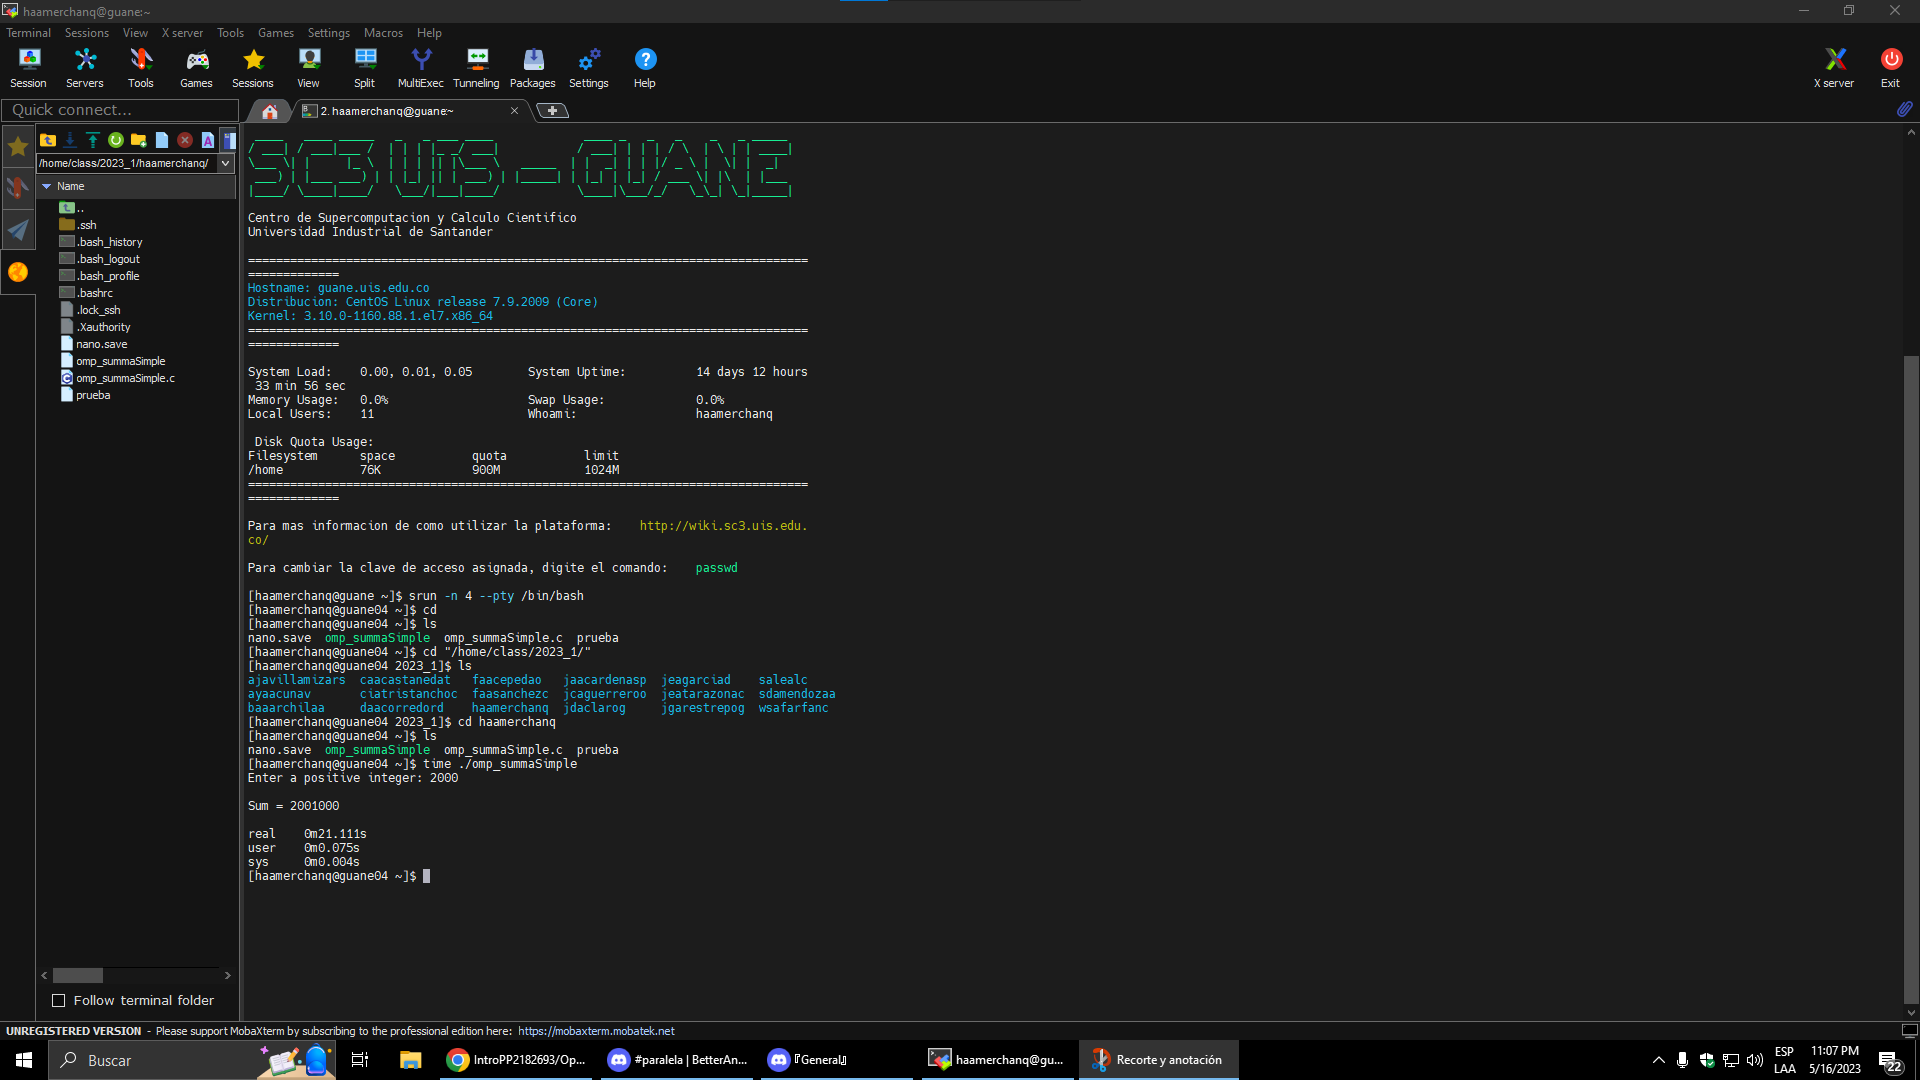 haamerchanq@guane:~
Terminal Sessions View X server Tools Games Settings Macros Help
Session Servers Tools Games Sessions View Split MultiExec Tunneling Packages Settings Help X server Exit
Quick connect...
2. haamerchanq@guane:~
/home/class/2023_1/haamerchanq/
Name
..
.ssh
.bash_history
.bash_logout
.bash_profile
.bashrc
.lock_ssh
.Xauthority
nano.save
omp_summaSimple
omp_summaSimple.c
prueba
Follow terminal folder
SC3UIS - GUANE
Centro de Supercomputacion y Calculo Cientifico
Universidad Industrial de Santander
================================================================================
=============
Hostname: guane.uis.edu.co
Distribucion: CentOS Linux release 7.9.2009 (Core)
Kernel: 3.10.0-1160.88.1.el7.x86_64
================================================================================
=============
System Load: 0.00, 0.01, 0.05 System Uptime: 14 days 12 hours
33 min 56 sec
Memory Usage: 0.0% Swap Usage: 0.0%
Local Users: 11 Whoami: haamerchanq
Disk Quota Usage:
Filesystem space quota limit
/home 76K 900M 1024M
================================================================================
=============
Para mas informacion de como utilizar la plataforma: http://wiki.sc3.uis.edu.
co/
Para cambiar la clave de acceso asignada, digite el comando: passwd
[haamerchanq@guane ~]$ srun -n 4 --pty /bin/bash
[haamerchanq@guane04 ~]$ cd
[haamerchanq@guane04 ~]$ ls
nano.save omp_summaSimple omp_summaSimple.c prueba
[haamerchanq@guane04 ~]$ cd "/home/class/2023_1/"
[haamerchanq@guane04 2023_1]$ ls
ajavillamizars caacastanedat faacepedao jaacardenasp jeagarciad salealc
ayaacunav ciatristanchoc faasanchezc jcaguerreroo jeatarazonac sdamendozaa
baaarchilaa daacorredord haamerchanq jdaclarog jgarestrepog wsafarfanc
[haamerchanq@guane04 2023_1]$ cd haamerchanq
[haamerchanq@guane04 ~]$ ls
nano.save omp_summaSimple omp_summaSimple.c prueba
[haamerchanq@guane04 ~]$ time ./omp_summaSimple
Enter a positive integer: 2000
Sum = 2001000
real 0m21.111s
user 0m0.075s
sys 0m0.004s
[haamerchanq@guane04 ~]$
UNREGISTERED VERSION - Please support MobaXterm by subscribing to the professional edition here: https://mobaxterm.mobatek.net
Buscar
IntroPP2182693/Op...
#paralela | BetterAn...
『General』
haamerchanq@gu...
Recorte y anotación
ESP
LAA
11:07 PM
5/16/2023
22